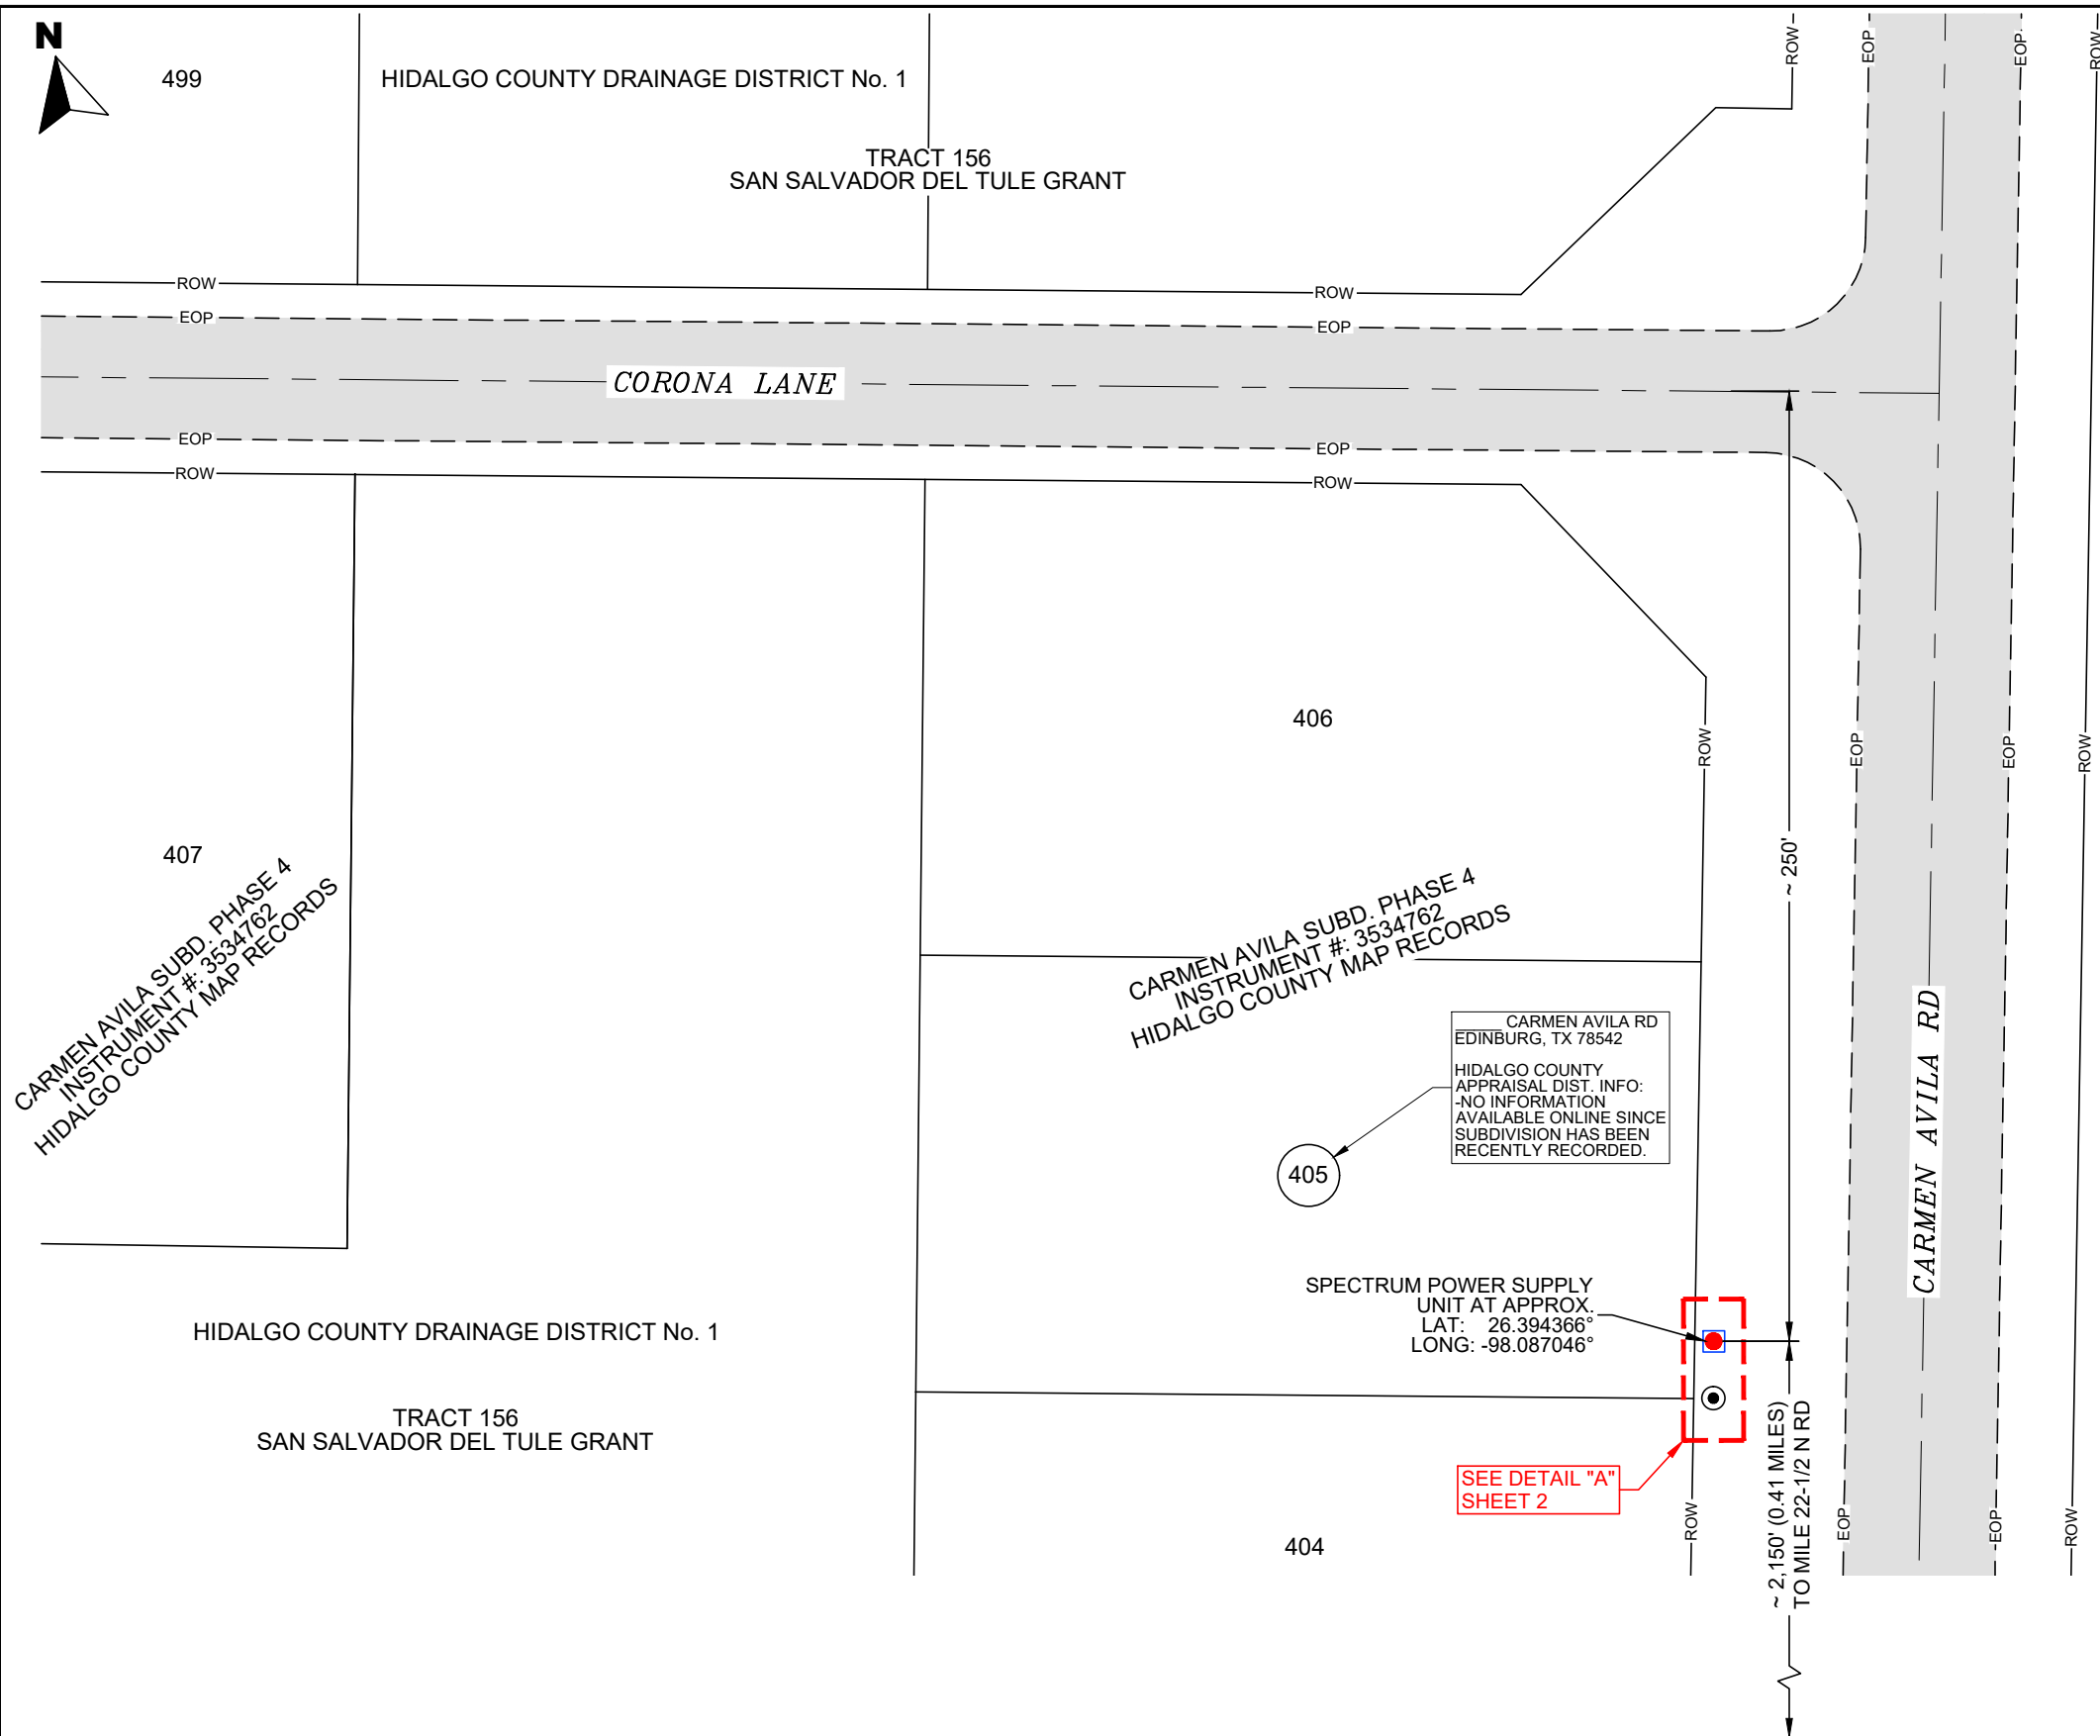 N
499
HIDALGO COUNTY DRAINAGE DISTRICT No. 1
TRACT 156
SAN SALVADOR DEL TULE GRANT
ROW
EOP
EOP
ROW
ROW
ROW
EOP
EOP
CORONA LANE
EOP
EOP
ROW
ROW
406
ROW
EOP
EOP
ROW
~ 250'
407
CARMEN AVILA SUBD. PHASE 4
INSTRUMENT #: 3534762
HIDALGO COUNTY MAP RECORDS
CARMEN AVILA SUBD. PHASE 4
INSTRUMENT #: 3534762
HIDALGO COUNTY MAP RECORDS
_____ CARMEN AVILA RD
EDINBURG, TX 78542
HIDALGO COUNTY
APPRAISAL DIST. INFO:
-NO INFORMATION
AVAILABLE ONLINE SINCE
SUBDIVISION HAS BEEN
RECENTLY RECORDED.
405
CARMEN AVILA RD
SPECTRUM POWER SUPPLY
UNIT AT APPROX.
LAT: 26.394366°
LONG: -98.087046°
HIDALGO COUNTY DRAINAGE DISTRICT No. 1
TRACT 156
SAN SALVADOR DEL TULE GRANT
SEE DETAIL "A"
SHEET 2
404
ROW
~ 2,150' (0.41 MILES)
TO MILE 22-1/2 N RD
EOP
EOP
ROW